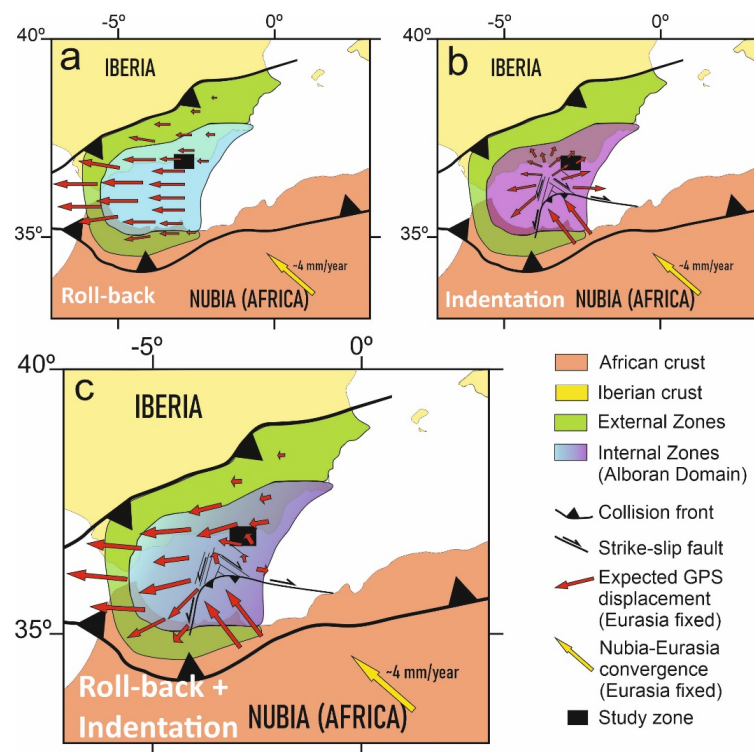 -5º 0º
40º
a
IBERIA
35º
~4 mm/year
Roll-back
NUBIA (AFRICA)
-5º 0º
40º
b
IBERIA
35º
~4 mm/year
Indentation
NUBIA (AFRICA)
-5º 0º
40º
c
IBERIA
35º
~4 mm/year
Roll-back +
Indentation
NUBIA (AFRICA)
African crust
Iberian crust
External Zones
Internal Zones
(Alboran Domain)
Collision front
Strike-slip fault
Expected GPS
displacement
(Eurasia fixed)
Nubia-Eurasia
convergence
(Eurasia fixed)
Study zone